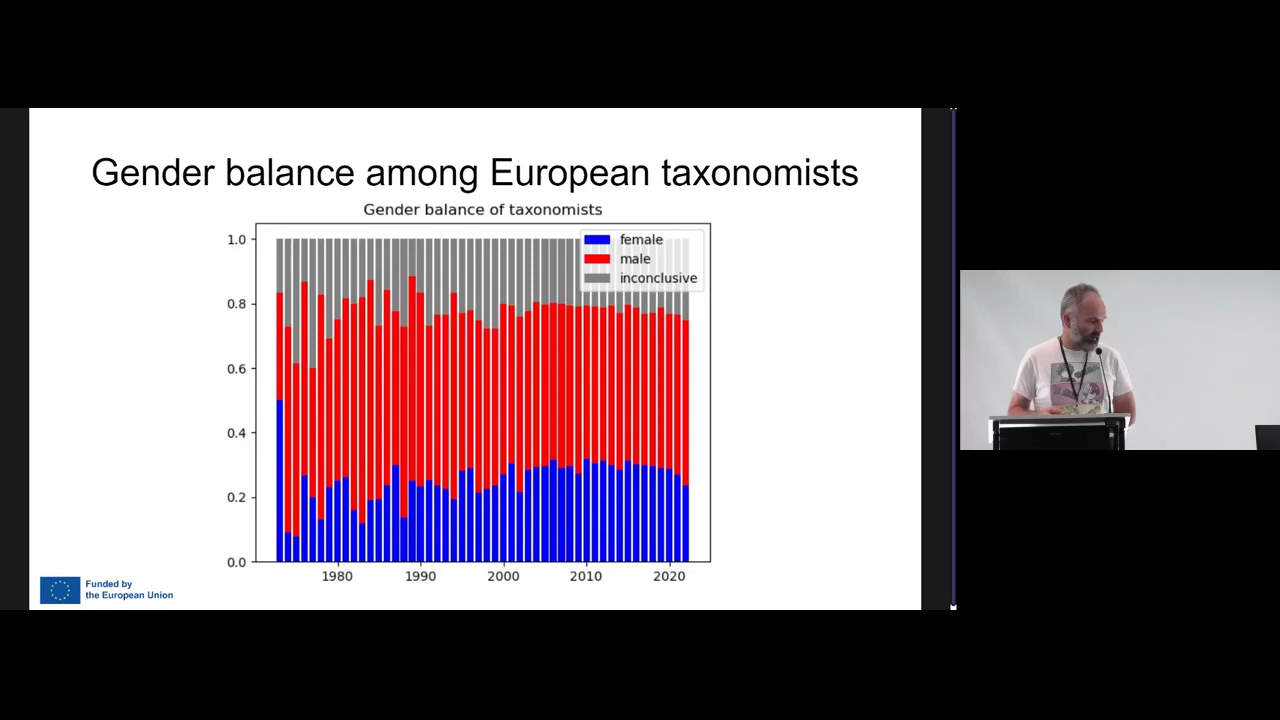 Gender balance among European taxonomists
Gender balance of taxonomists
female
male
inconclusive
1.0
0.8
0.6
0.4
0.2
0.0
1980 1990 2000 2010 2020
Funded by
the European Union